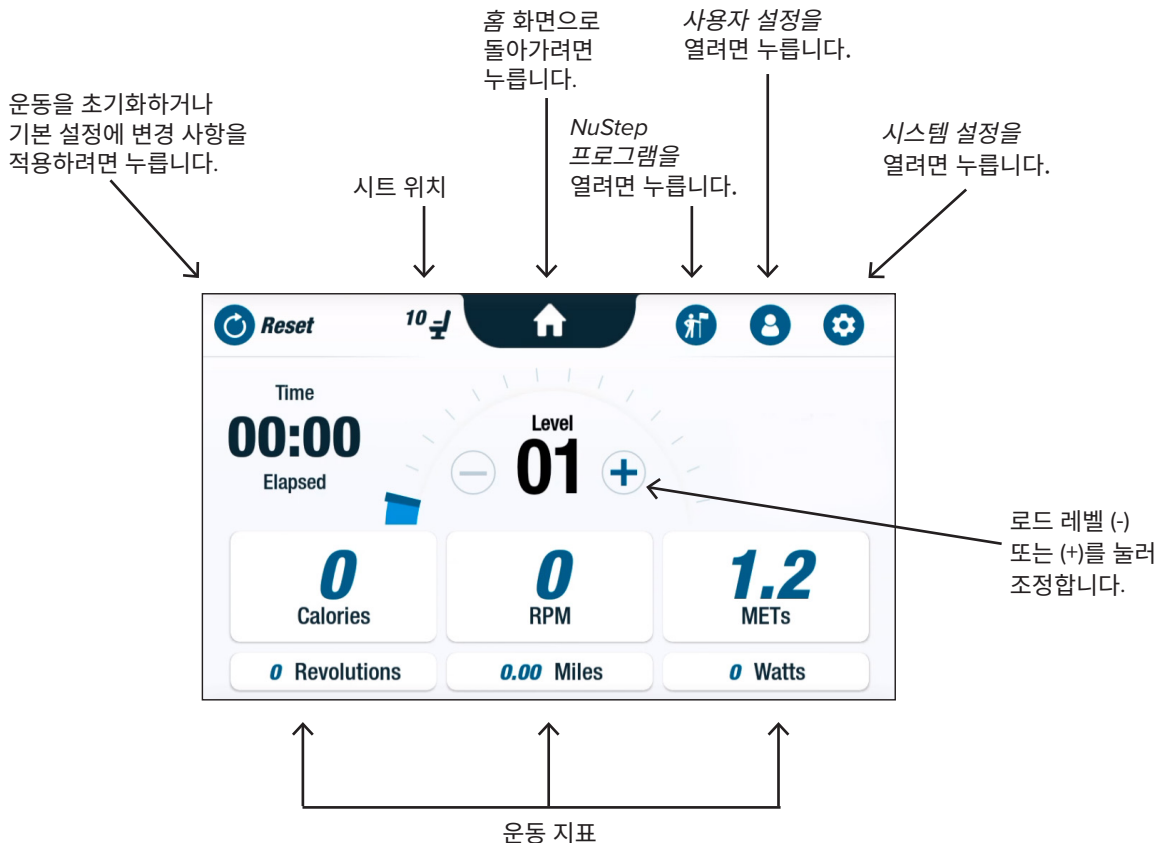 홈 화면으로
돌아가려면
누릅니다.
사용자 설정을
열려면 누릅니다.
운동을 초기화하거나
기본 설정에 변경 사항을
적용하려면 누릅니다.
NuStep
프로그램을
열려면 누릅니다.
시스템 설정을
열려면 누릅니다.
시트 위치
Reset
10
Time
00:00
Elapsed
Level
01
로드 레벨 (-)
또는 (+)를 눌러
조정합니다.
0
Calories
0
RPM
1.2
METs
0 Revolutions
0.00 Miles
0 Watts
운동 지표